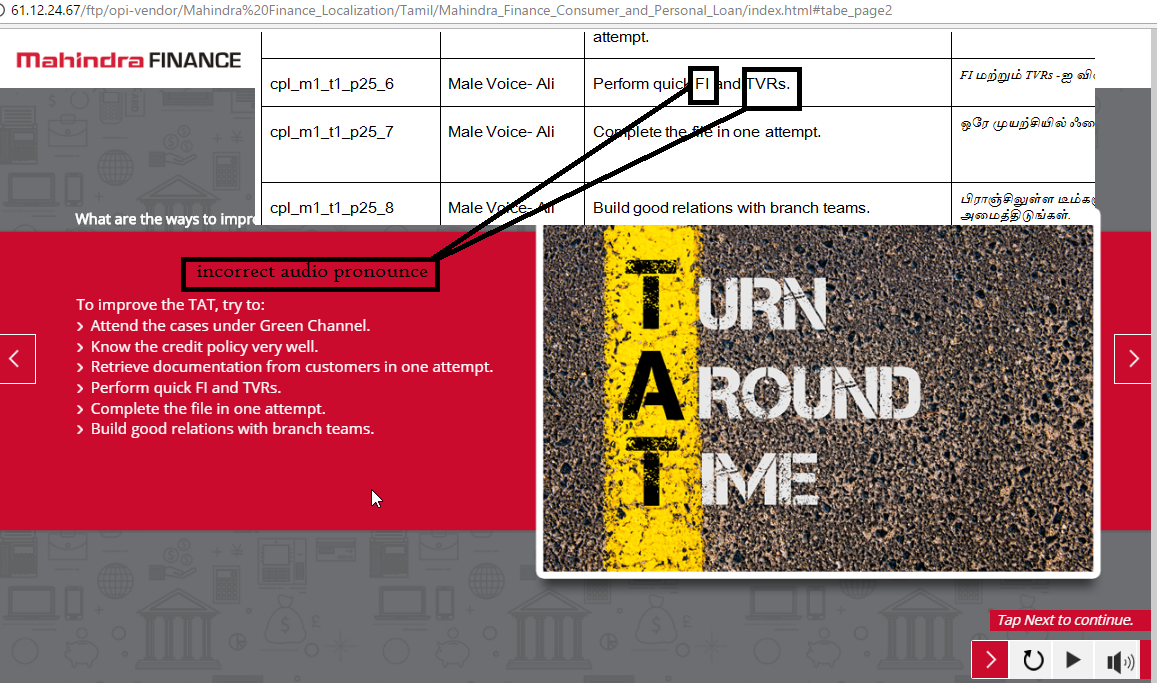 61.12.24.67/ftp/opi-vendor/Mahindra%20Finance_Localization/Tamil/Mahindra_Finance_Consumer_and_Personal_Loan/index.html#tabe_page2
mahindra FINANCE
attempt.
cpl_m1_t1_p25_6 Male Voice- Ali Perform quick FI and TVRs. FI மற்றும் TVRs -ஐ
cpl_m1_t1_p25_7 Male Voice- Ali Complete the file in one attempt. ஒரே முயற்சியில்
cpl_m1_t1_p25_8 Male Voice- Ali Build good relations with branch teams. பிராஞ்சிலுள்ள
அமைத்திடுங்கள்.
What are the ways to
incorrect audio pronounce
To improve the TAT, try to:
> Attend the cases under Green Channel.
> Know the credit policy very well.
> Retrieve documentation from customers in one attempt.
> Perform quick FI and TVRs.
> Complete the file in one attempt.
> Build good relations with branch teams.
TURN
AROUND
TIME
Tap Next to continue.